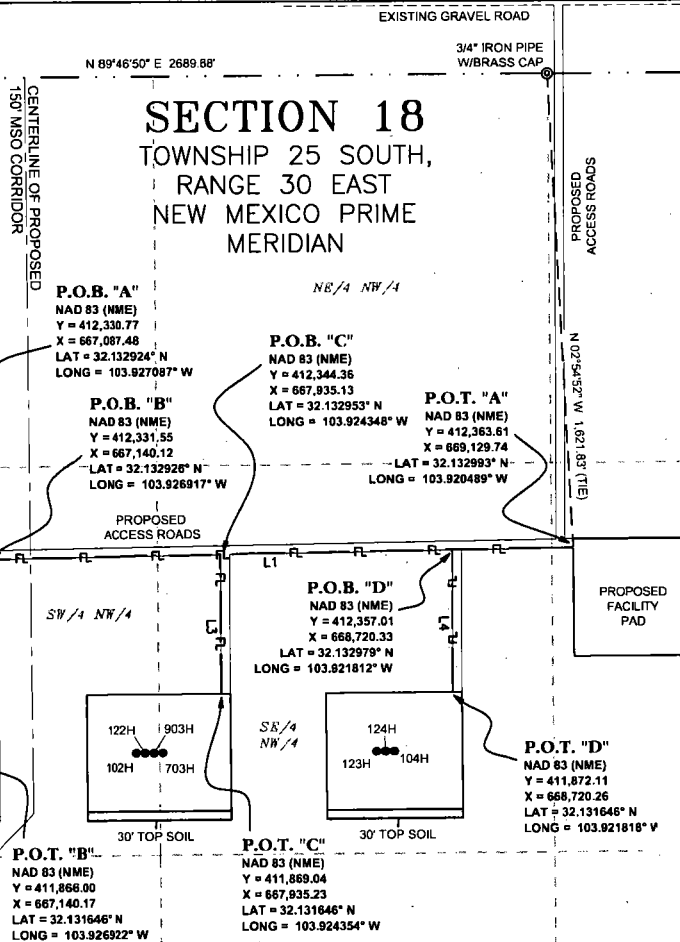 EXISTING GRAVEL ROAD
3/4" IRON PIPE
W/BRASS CAP
N 89°46'50" E 2689.68'
CENTERLINE OF PROPOSED
150' MSO CORRIDOR
SECTION 18
TOWNSHIP 25 SOUTH,
RANGE 30 EAST
NEW MEXICO PRIME
MERIDIAN
PROPOSED
ACCESS ROADS
NE/4 NW/4
P.O.B. "A"
NAD 83 (NME)
Y = 412,330.77
X = 667,087.48
LAT = 32.132924° N
LONG = 103.927087° W
P.O.B. "C"
NAD 83 (NME)
Y = 412,344.36
X = 667,935.13
LAT = 32.132953° N
LONG = 103.924348° W
P.O.B. "B"
NAD 83 (NME)
Y = 412,331.55
X = 667,140.12
LAT = 32.132926° N
LONG = 103.926917° W
P.O.T. "A"
NAD 83 (NME)
Y = 412,363.61
X = 669,129.74
LAT = 32.132993° N
LONG = 103.920489° W
N 02°54'52" W 1,621.83' (TIE)
PROPOSED
ACCESS ROADS
FL FL FL FL FL FL FL FL
L1
FL
FL
L3
FL
FL
L4
P.O.B. "D"
NAD 83 (NME)
Y = 412,357.01
X = 668,720.33
LAT = 32.132979° N
LONG = 103.921812° W
PROPOSED
FACILITY
PAD
SW/4 NW/4
SE/4
NW/4
122H 903H
102H 703H
124H
123H 104H
30' TOP SOIL
30' TOP SOIL
P.O.T. "D"
NAD 83 (NME)
Y = 411,872.11
X = 668,720.26
LAT = 32.131646° N
LONG = 103.921818° W
P.O.T. "B"
NAD 83 (NME)
Y = 411,866.00
X = 667,140.17
LAT = 32.131646° N
LONG = 103.926922° W
P.O.T. "C"
NAD 83 (NME)
Y = 411,869.04
X = 667,935.23
LAT = 32.131646° N
LONG = 103.924354° W